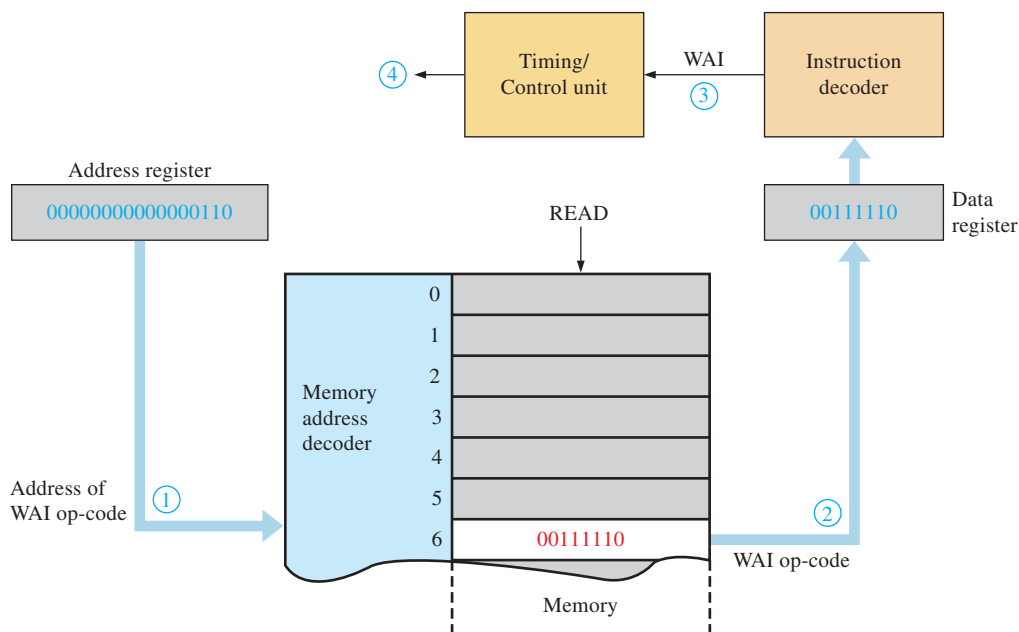 Timing/
Control unit
④
WAI
③
Instruction
decoder
Address register
00000000000000110
READ
00111110
Data
register
0
1
2
3
4
5
6
Memory
address
decoder
Address of
WAI op-code
①
00111110
②
WAI op-code
Memory